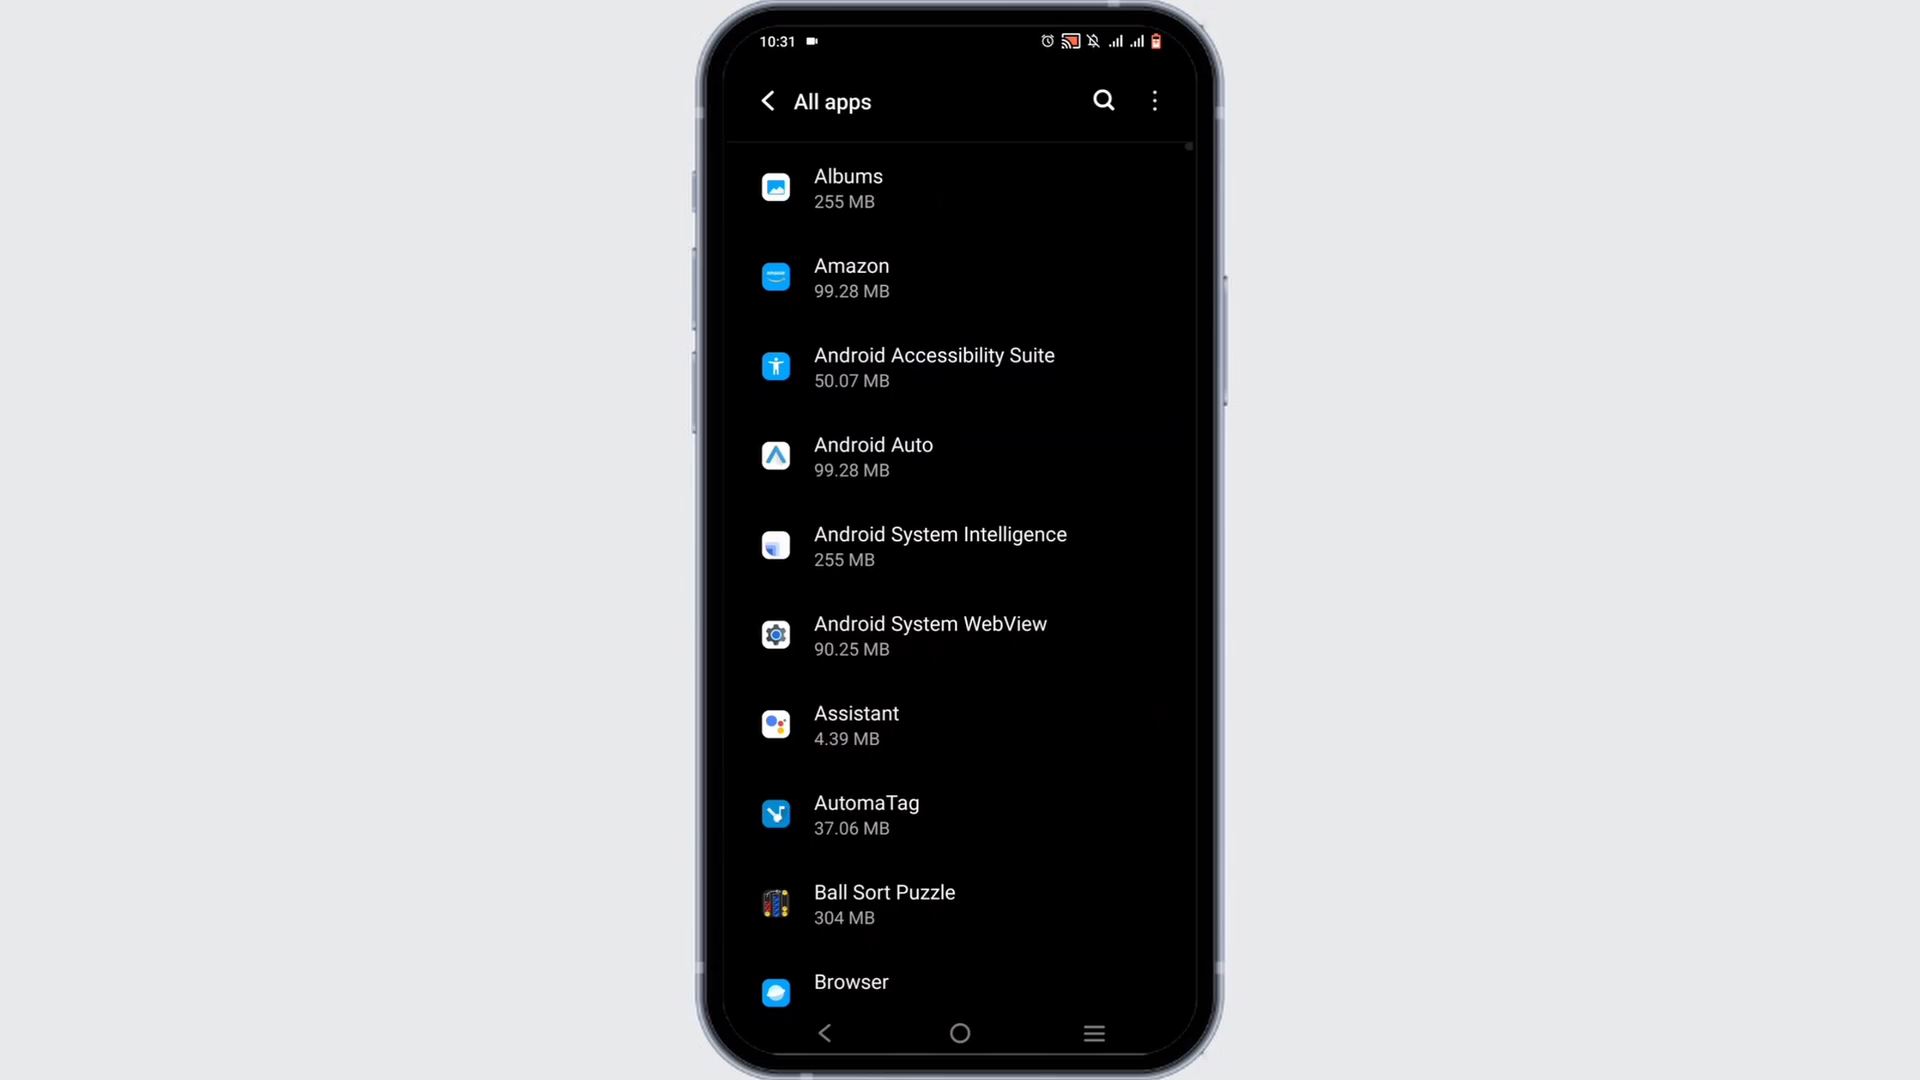 10:31
All apps
Albums
255 MB
Amazon
99.28 MB
Android Accessibility Suite
50.07 MB
Android Auto
99.28 MB
Android System Intelligence
255 MB
Android System WebView
90.25 MB
Assistant
4.39 MB
AutomaTag
37.06 MB
Ball Sort Puzzle
304 MB
Browser